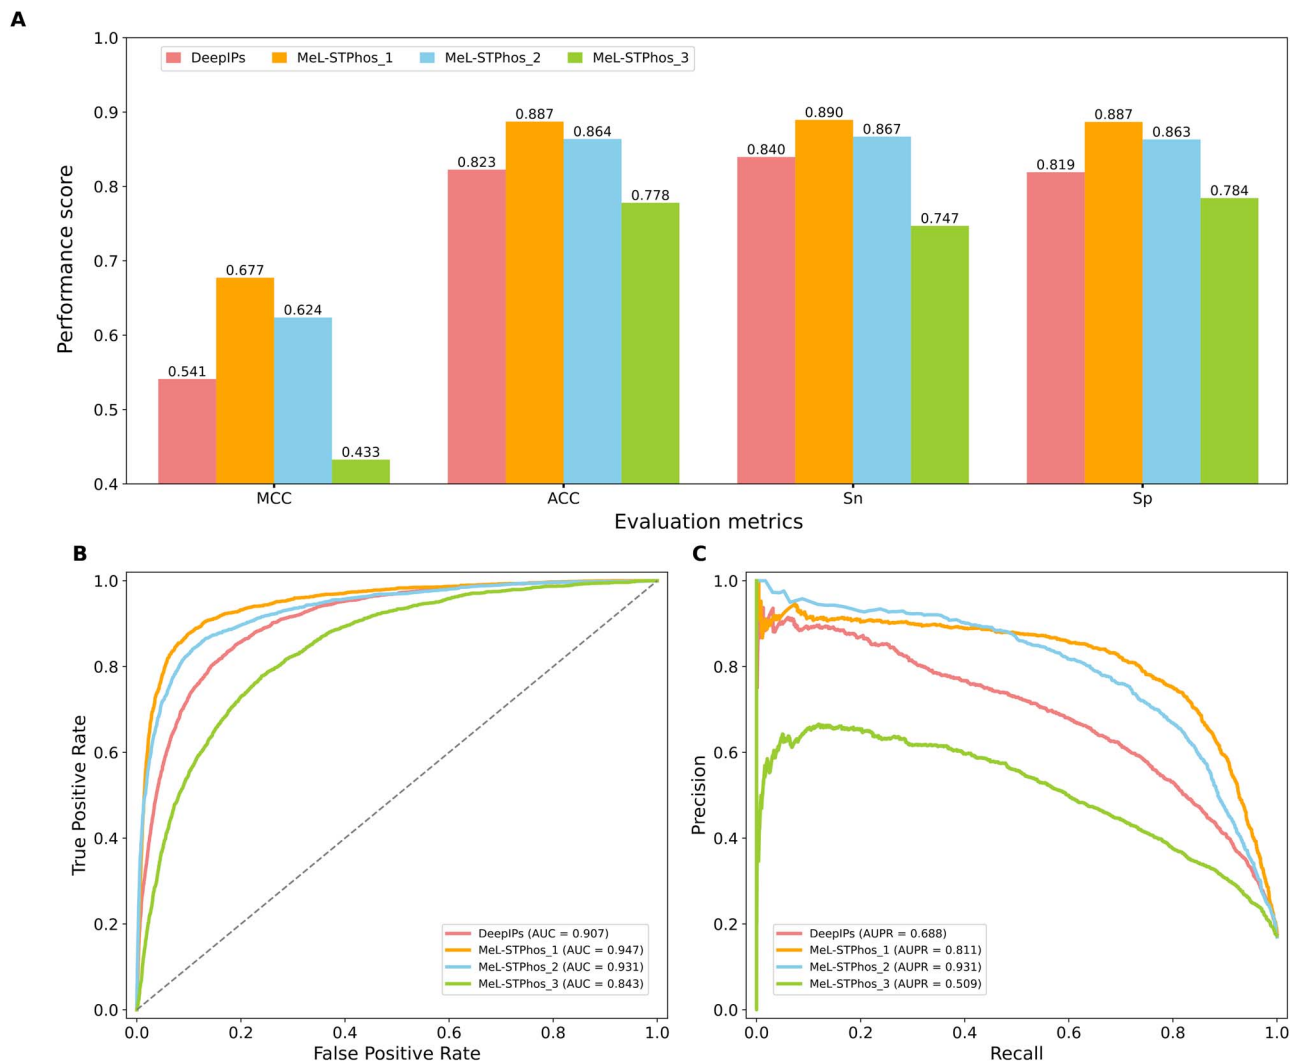 A
DeepIPs MeL-STPhos_1 MeL-STPhos_2 MeL-STPhos_3
1.0
0.9
0.8
0.7
0.6
0.5
0.4
Performance score
0.541 0.677 0.624 0.433
0.823 0.887 0.864 0.778
0.840 0.890 0.867 0.747
0.819 0.887 0.863 0.784
MCC ACC Sn Sp
Evaluation metrics
B
1.0
0.8
0.6
0.4
0.2
0.0
True Positive Rate
DeepIPs (AUC = 0.907)
MeL-STPhos_1 (AUC = 0.947)
MeL-STPhos_2 (AUC = 0.931)
MeL-STPhos_3 (AUC = 0.843)
0.0 0.2 0.4 0.6 0.8 1.0
False Positive Rate
C
1.0
0.8
0.6
0.4
0.2
0.0
Precision
DeepIPs (AUPR = 0.688)
MeL-STPhos_1 (AUPR = 0.811)
MeL-STPhos_2 (AUPR = 0.931)
MeL-STPhos_3 (AUPR = 0.509)
0.0 0.2 0.4 0.6 0.8 1.0
Recall